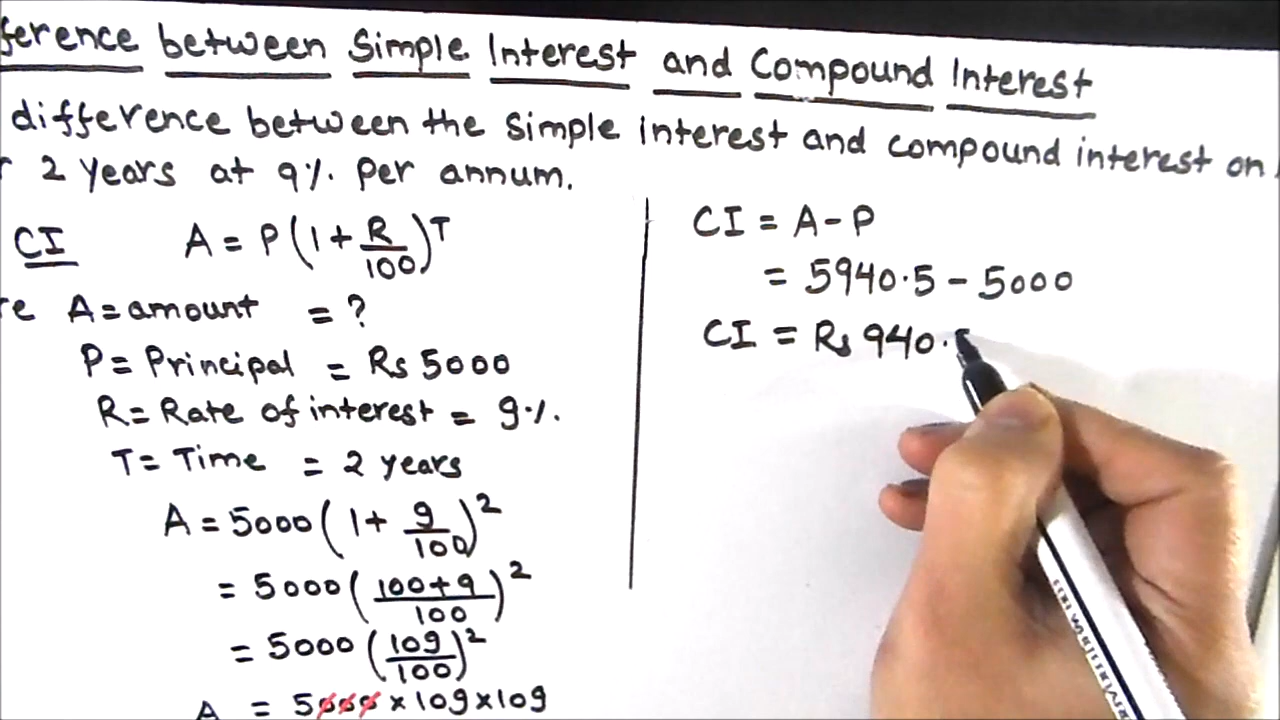 ference between Simple Interest and Compound Interest
difference between the simple interest and compound interest on
r 2 years at 9%. per annum.
CI A = P(1 + R/100)^T
re A = amount = ?
P = Principal = Rs 5000
R = Rate of interest = 9%.
T = Time = 2 years
A = 5000(1 + 9/100)^2
= 5000(100+9/100)^2
= 5000(109/100)^2
A = 5000 × 109 × 109
CI = A - P
= 5940.5 - 5000
CI = Rs 940.5